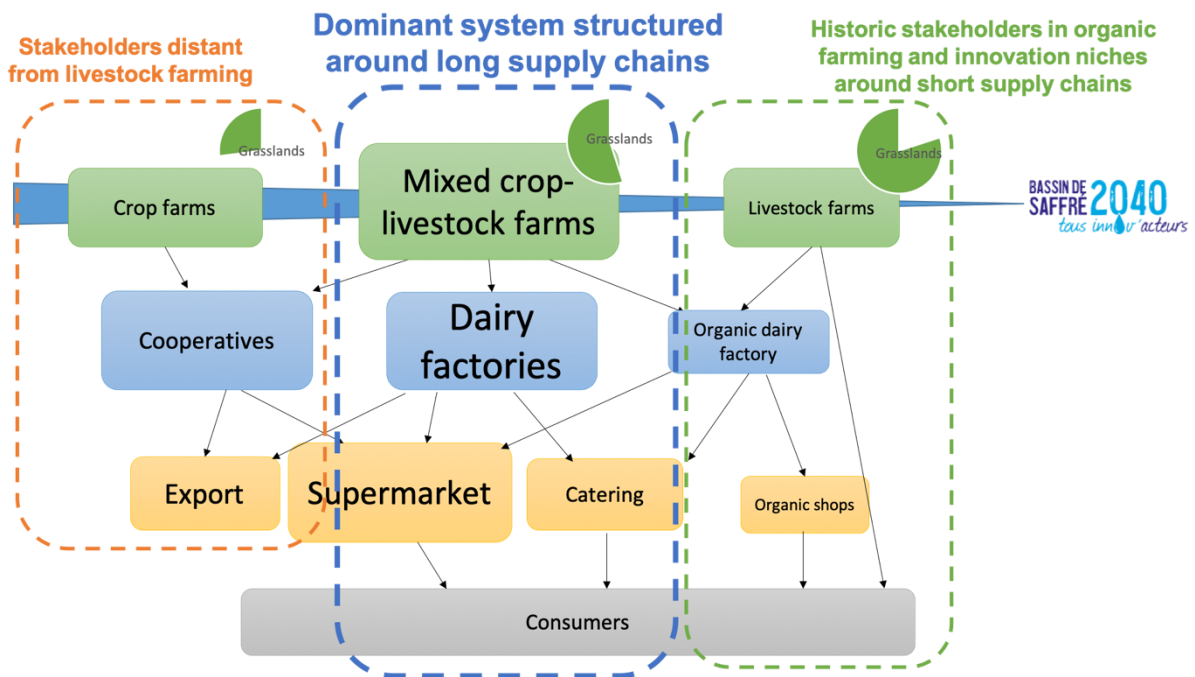 Stakeholders distant
from livestock farming
Dominant system structured
around long supply chains
Historic stakeholders in organic
farming and innovation niches
around short supply chains
Grasslands
Grasslands
Grasslands
Crop farms
Mixed crop-
livestock farms
Livestock farms
BASSIN DE
SAFFRÉ 2040
tous innov'acteurs
Cooperatives
Dairy
factories
Organic dairy
factory
Export
Supermarket
Catering
Organic shops
Consumers